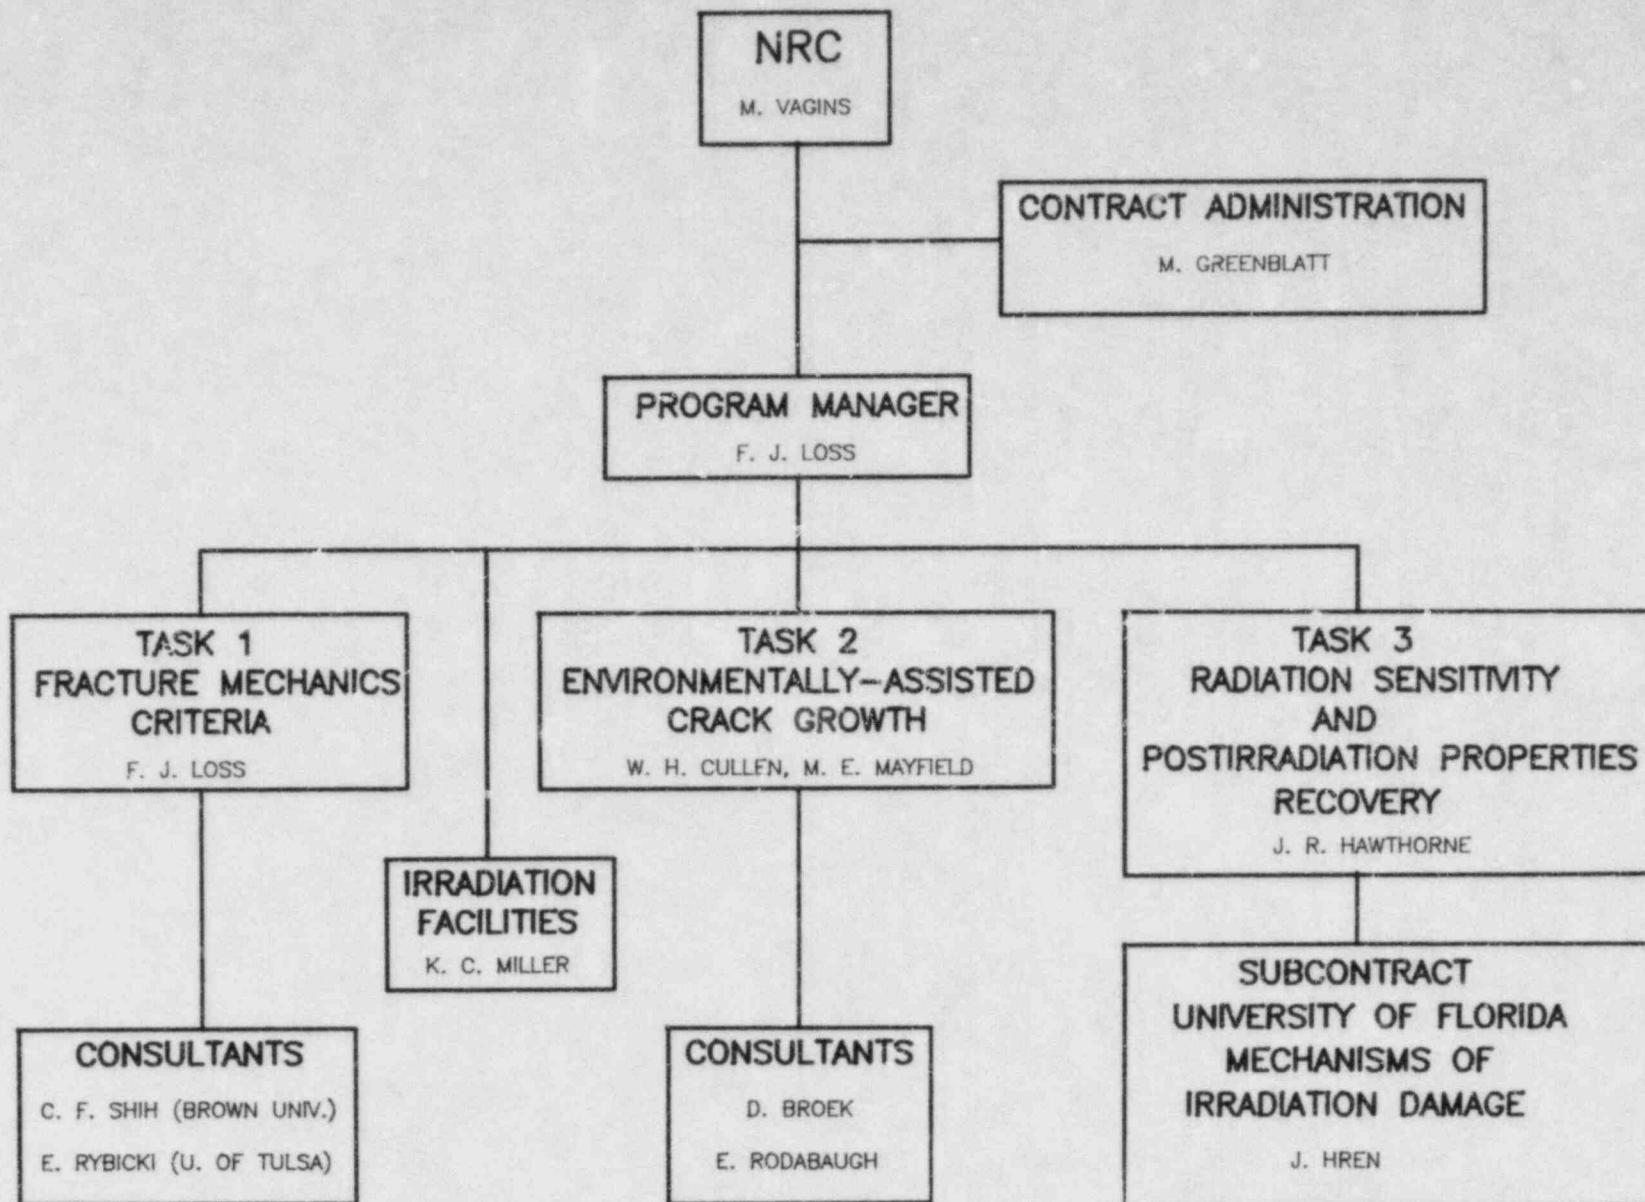 NRC
M. VAGINS
CONTRACT ADMINISTRATION
M. GREENBLATT
PROGRAM MANAGER
F. J. LOSS
TASK 1
FRACTURE MECHANICS
CRITERIA
F. J. LOSS
TASK 2
ENVIRONMENTALLY-ASSISTED
CRACK GROWTH
W. H. CULLEN, M. E. MAYFIELD
TASK 3
RADIATION SENSITIVITY
AND
POSTIRRADIATION PROPERTIES
RECOVERY
J. R. HAWTHORNE
IRRADIATION
FACILITIES
K. C. MILLER
CONSULTANTS
C. F. SHIH (BROWN UNIV.)
E. RYBICKI (U. OF TULSA)
CONSULTANTS
D. BROEK
E. RODABAUGH
SUBCONTRACT
UNIVERSITY OF FLORIDA
MECHANISMS OF
IRRADIATION DAMAGE
J. HREN